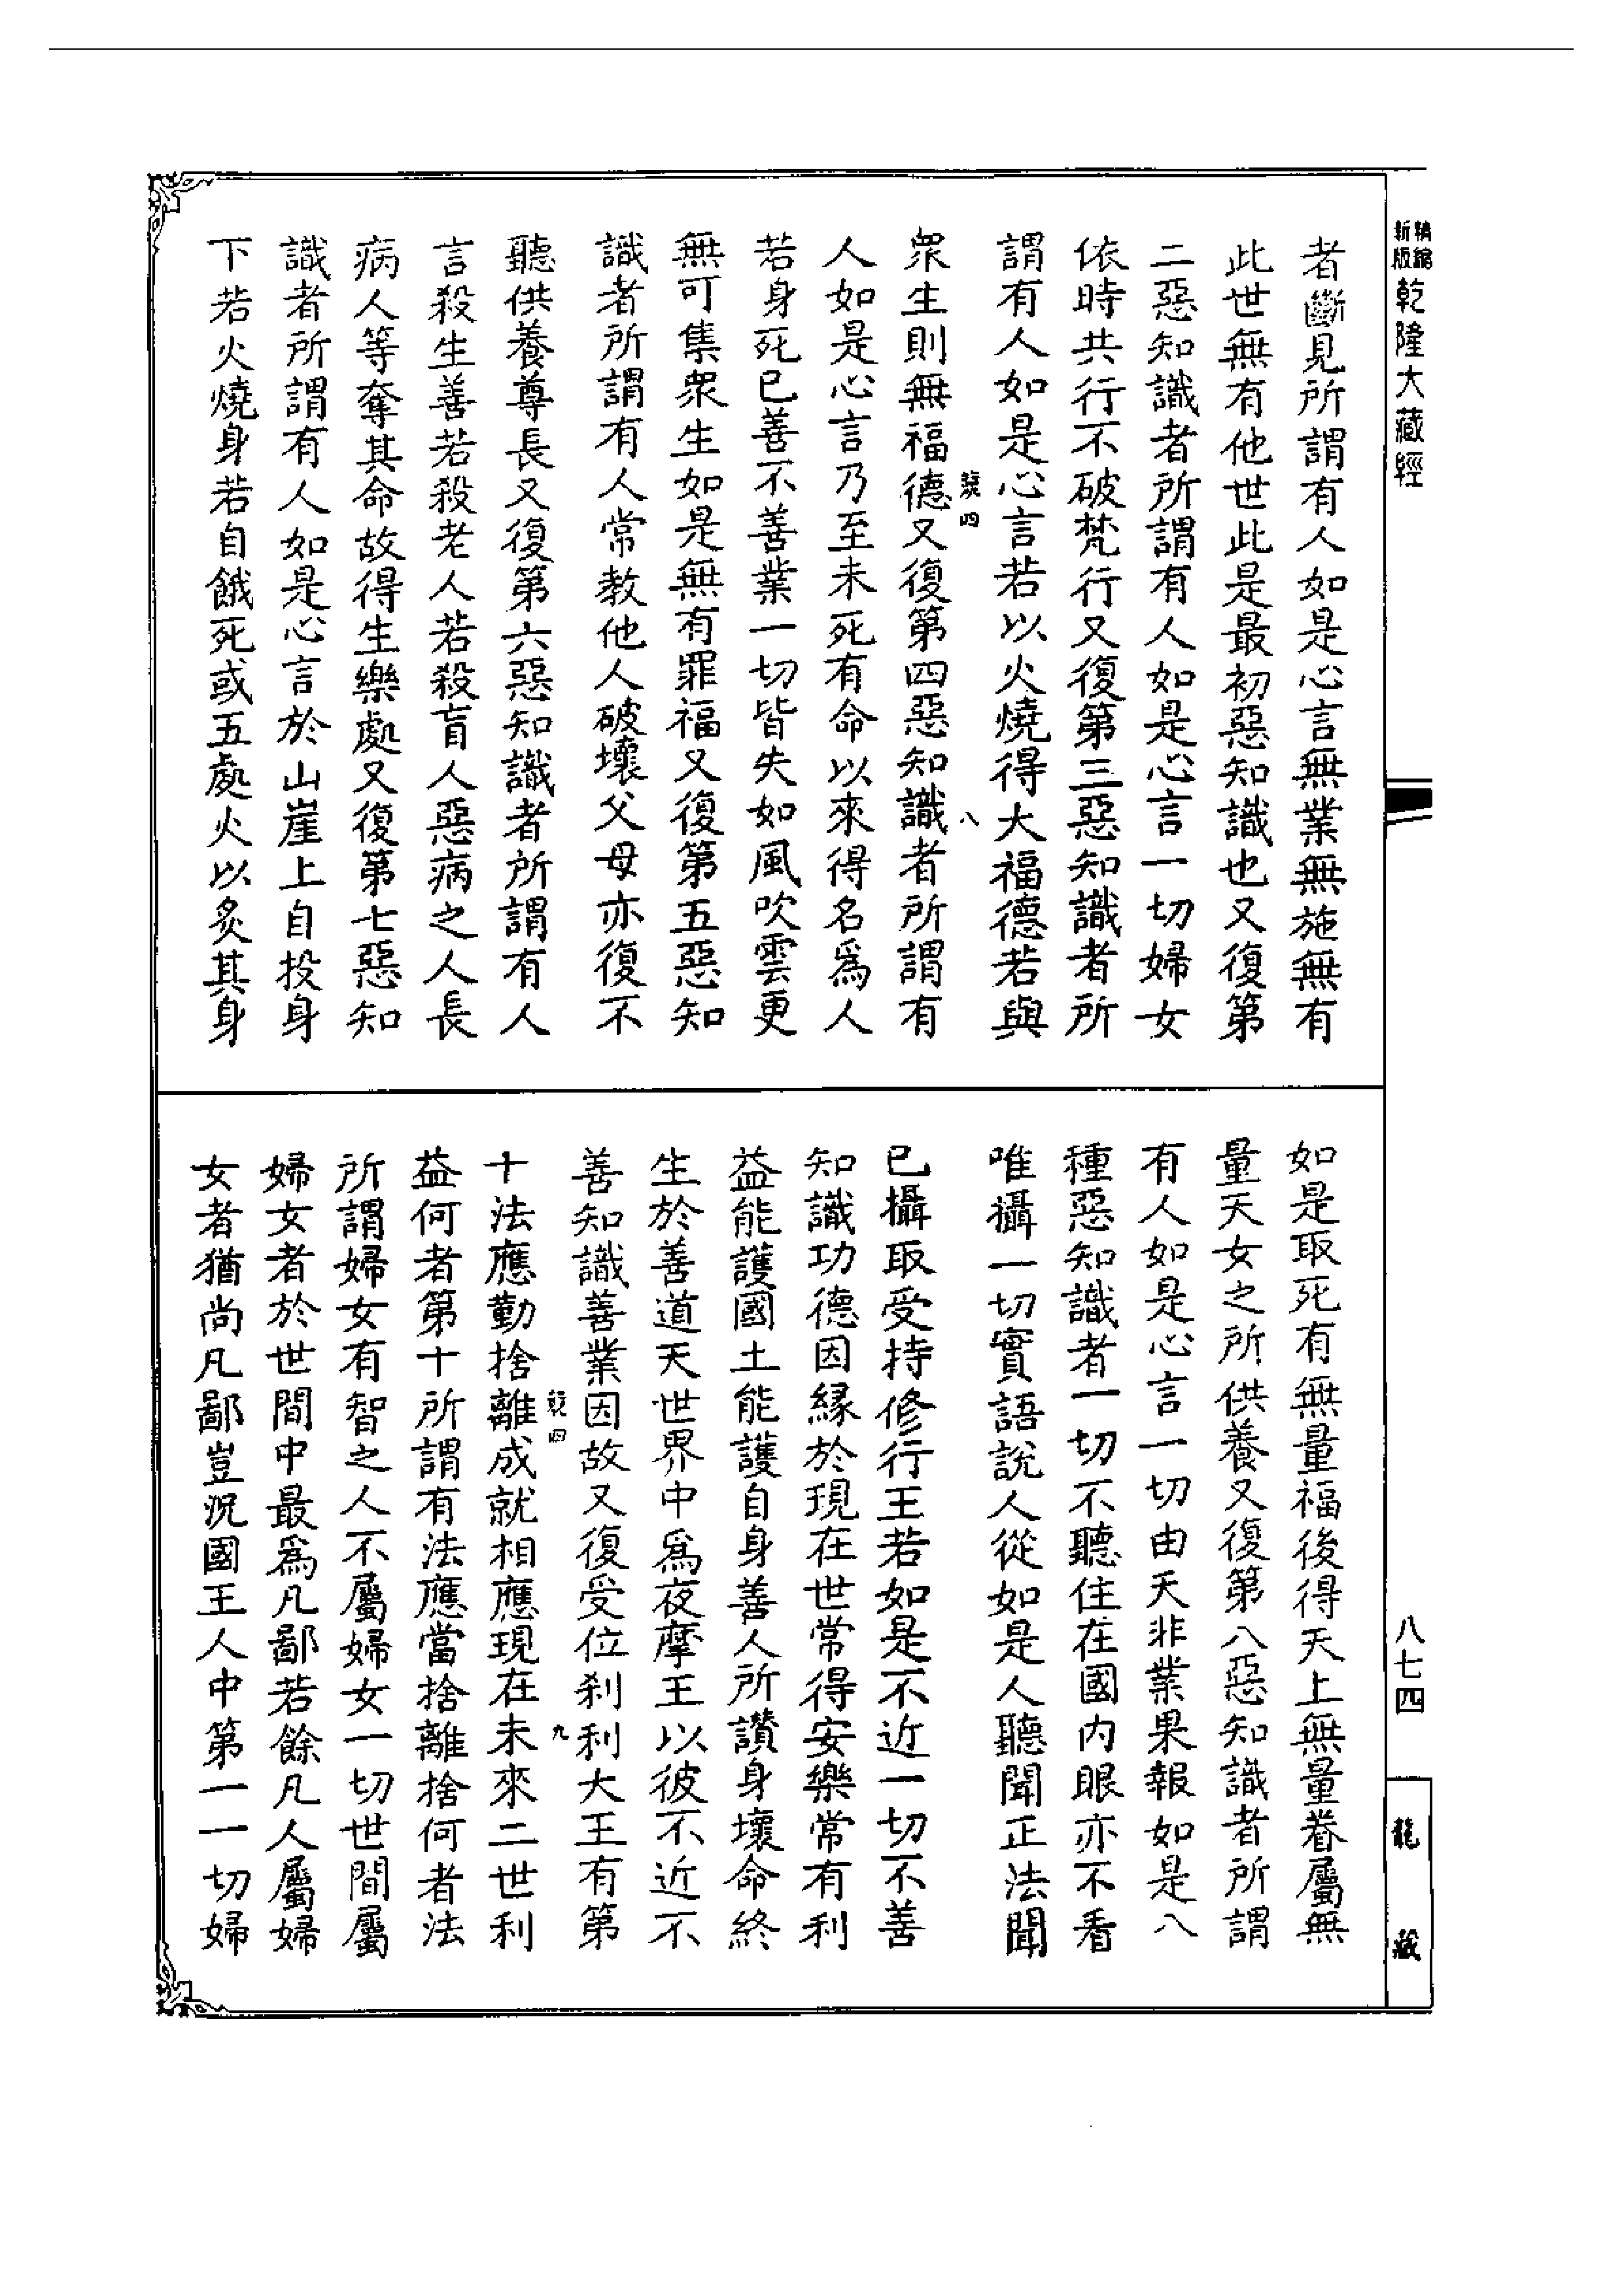 新編縮版
乾隆大藏經
者斷見所謂有人如是心言無業無施無有
此世無有他世此是最初惡知識也又復第
二惡知識者所謂有人如是心言一切婦女
依時共行不破梵行又復第三惡知識者所
謂有人如是心言若以火燒得大福德若與
八
衆生則無福德又復第四惡知識者所謂有
人如是心言乃至未死有命以來得名爲人
若身死已善不善業一切皆失如風吹雲更
無可集衆生如是無有罪福又復第五惡知
識者所謂有人常教他人破壞父母亦復不
聽供養尊長又復第六惡知識者所謂有人
言殺生善若殺老人若殺盲人惡病之人長
病人等奪其命故得生樂處又復第七惡知
識者所謂有人如是心言於山崖上自投身
下若火燒身若自餓死或五處火以炙其身
如是取死有無量福後得天上無量眷屬無
量天女之所供養又復第八惡知識者所謂
有人如是心言一切由天非業果報如是八
種惡知識者一切不聽住在國内眼亦不看
唯攝一切實語說人從如是人聽聞正法聞
已攝取受持修行王若如是不近一切不善
知識功德因緣於現在世常得安樂常有利
益能護國土能護自身善人所讚身壞命終
生於善道天世界中爲夜摩王以彼不近不
善知識善業因故又復受位刹利大王有第
九
十法應勤捨離成就相應現在未來二世利
益何者第十所謂有法應當捨離捨何者法
所謂婦女有智之人不屬婦女一切世間屬
婦女者於世間中最爲凡鄙若餘凡人屬婦
女者猶尚凡鄙豈況國王人中第一一切婦
八七四
龍藏